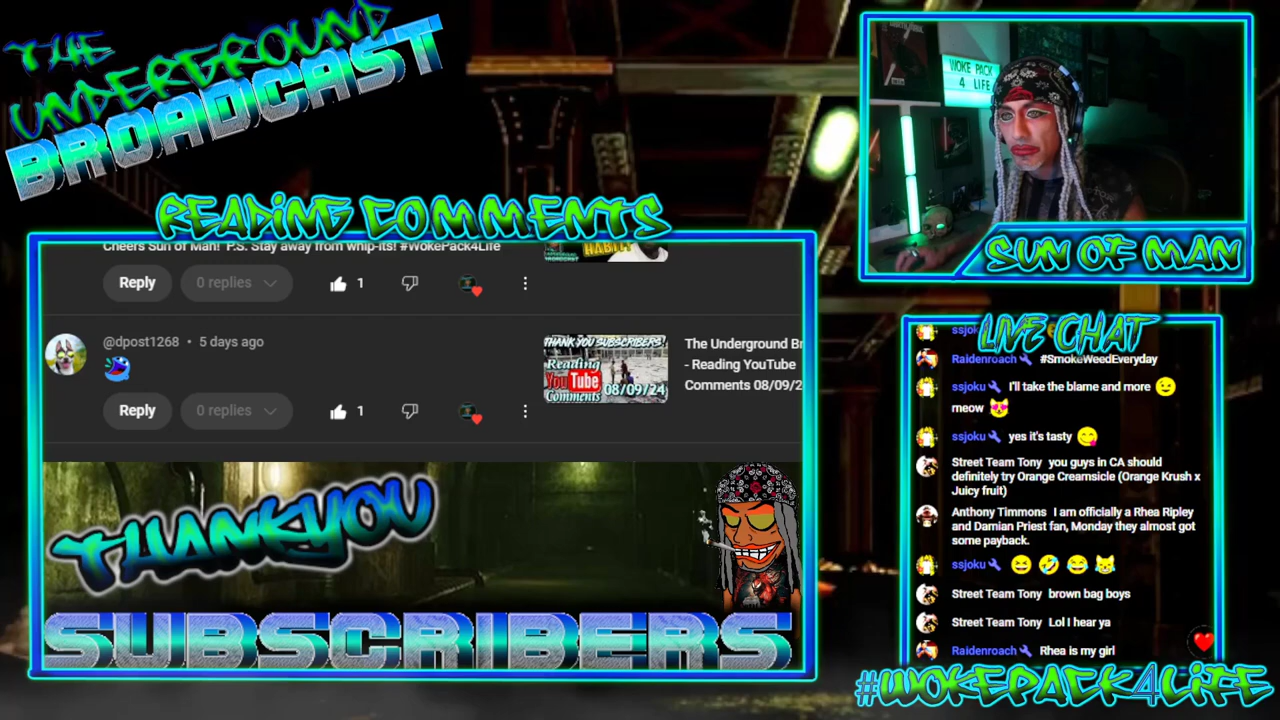 THE
UNDERGROUND
BROADCAST
READING COMMENTS
Cheers Sun of Man! P.S. Stay away from whip-its! #WokePack4Life
HABIT
Reply
0 replies
1
@dpost1268 • 5 days ago
THANK YOU SUBSCRIBERS!
Reading
YouTube
Comments 08/09/24
The Underground Br
- Reading YouTube
Comments 08/09/2
Reply
0 replies
1
THANK YOU
SUBSCRIBERS
WOKE PACK
4 LIFE
SUN OF MAN
LIVE CHAT
ssjok
Raidenroach #SmokeWeedEveryday
ssjoku I'll take the blame and more 😉
meow 😻
ssjoku yes it's tasty 😋
Street Team Tony you guys in CA should
definitely try Orange Creamsicle (Orange Krush x
Juicy fruit)
Anthony Timmons I am officially a Rhea Ripley
and Damian Priest fan, Monday they almost got
some payback.
ssjoku 😆 🤣 😂 😹
Street Team Tony brown bag boys
Street Team Tony Lol I hear ya
Raidenroach Rhea is my girl
#WOKEPACK4LIFE